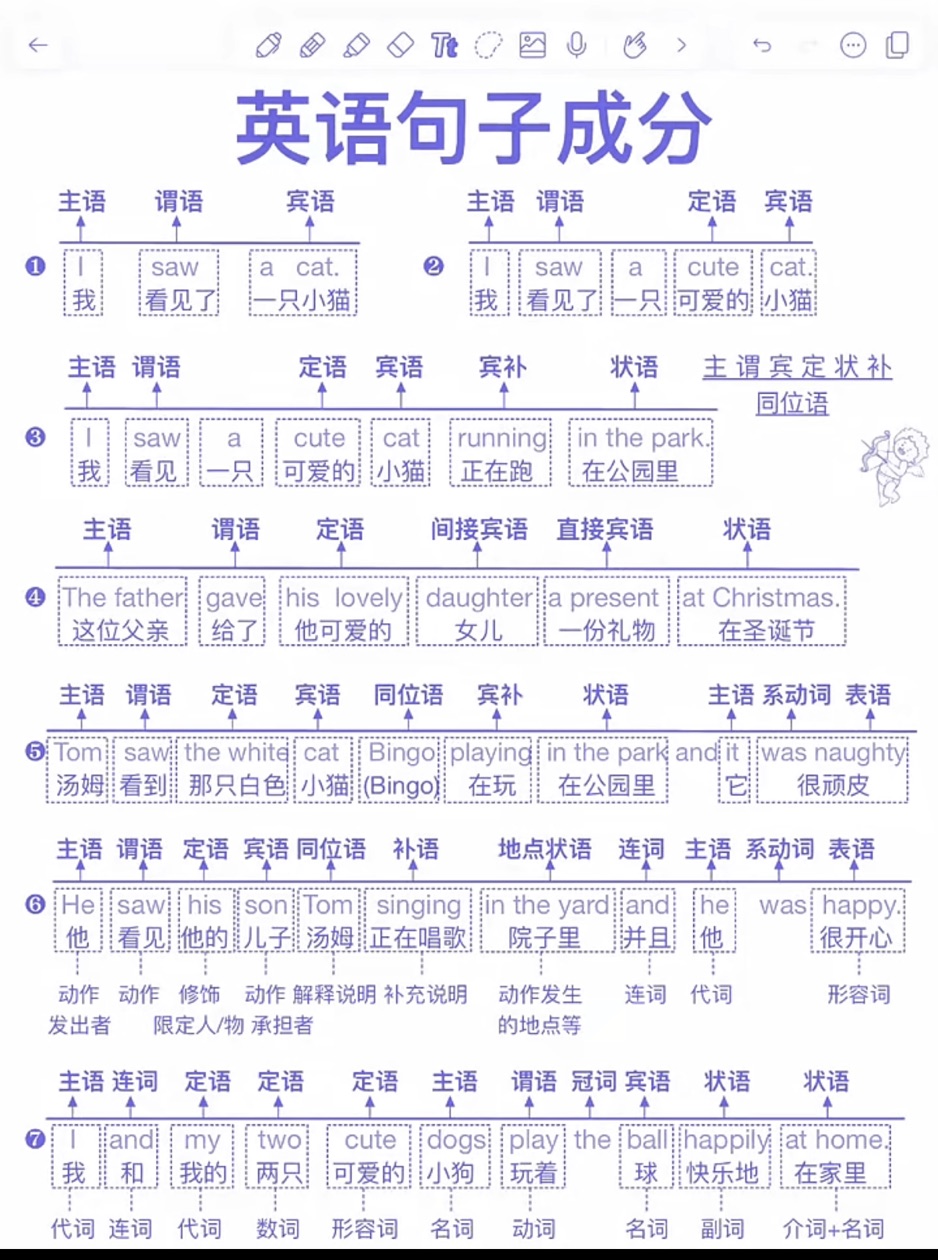 Tt
英语句子成分
主语 谓语 宾语 主语 谓语 定语 宾语
❶ I saw a cat. ❷ I saw a cute cat.
我 看见了 一只小猫 我 看见了 一只 可爱的 小猫
主语 谓语 定语 宾语 宾补 状语 主 谓 宾 定 状 补
同位语
❸ I saw a cute cat running in the park.
我 看见 一只 可爱的 小猫 正在跑 在公园里
主语 谓语 定语 间接宾语 直接宾语 状语
❹ The father gave his lovely daughter a present at Christmas.
这位父亲 给了 他可爱的 女儿 一份礼物 在圣诞节
主语 谓语 定语 宾语 同位语 宾补 状语 主语 系动词 表语
❺ Tom saw the white cat Bingo playing in the park and it was naughty
汤姆 看到 那只白色 小猫 (Bingo) 在玩 在公园里 它 很顽皮
主语 谓语 定语 宾语 同位语 补语 地点状语 连词 主语 系动词 表语
❻ He saw his son Tom singing in the yard and he was happy.
他 看见 他的 儿子 汤姆 正在唱歌 院子里 并且 他 很开心
动作 动作 修饰 动作 解释说明 补充说明 动作发生 连词 代词 形容词
发出者 限定人/物 承担者 的地点等
主语 连词 定语 定语 定语 主语 谓语 冠词 宾语 状语 状语
❼ I and my two cute dogs play the ball happily at home.
我 和 我的 两只 可爱的 小狗 玩着 球 快乐地 在家里
代词 连词 代词 数词 形容词 名词 动词 名词 副词 介词+名词